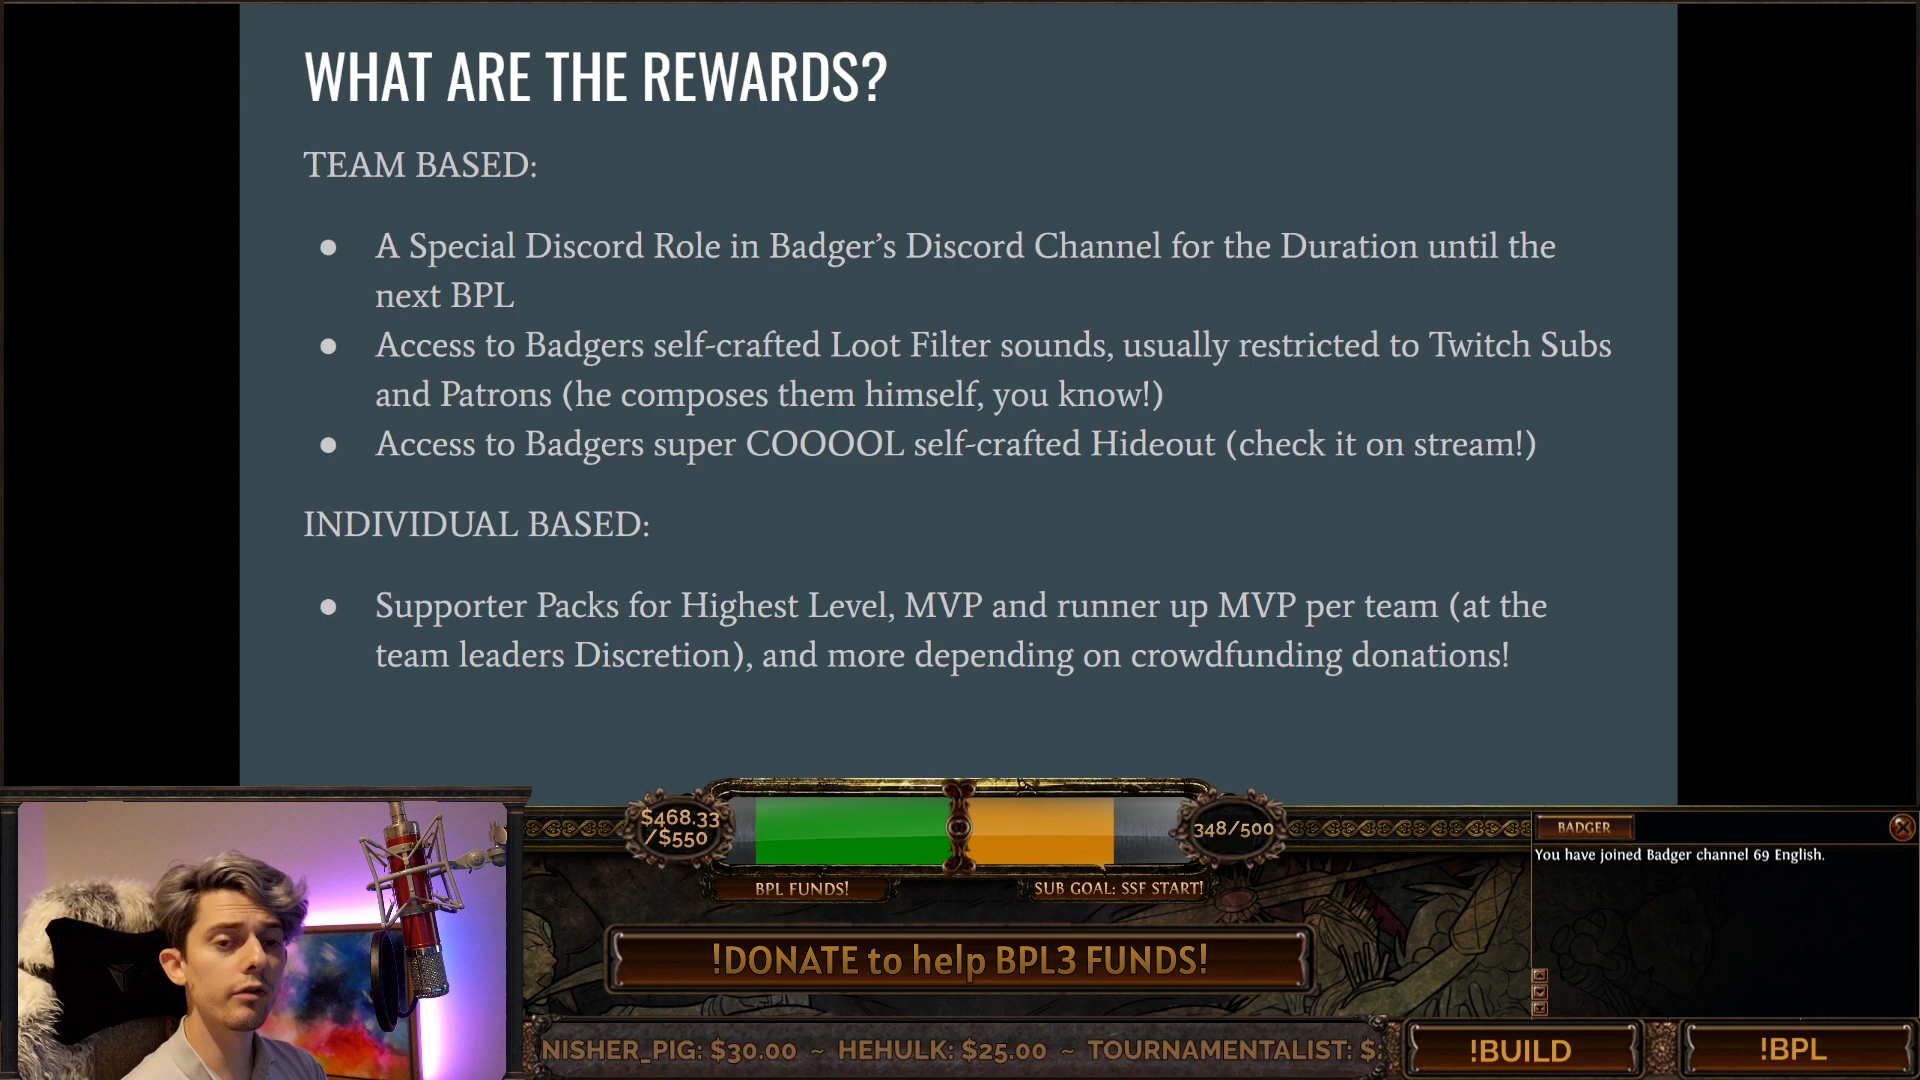 WHAT ARE THE REWARDS?
TEAM BASED:
● A Special Discord Role in Badger’s Discord Channel for the Duration until the
next BPL
● Access to Badgers self-crafted Loot Filter sounds, usually restricted to Twitch Subs
and Patrons (he composes them himself, you know!)
● Access to Badgers super COOOOL self-crafted Hideout (check it on stream!)
INDIVIDUAL BASED:
● Supporter Packs for Highest Level, MVP and runner up MVP per team (at the
team leaders Discretion), and more depending on crowdfunding donations!
$468.33
/$550
348/500
BPL FUNDS!
SUB GOAL: SSF START!
!DONATE to help BPL3 FUNDS!
NISHER_PIG: $30.00 ~ HEHULK: $25.00 ~ TOURNAMENTALIST: $
BADGER
You have joined Badger channel 69 English.
!BUILD
!BPL